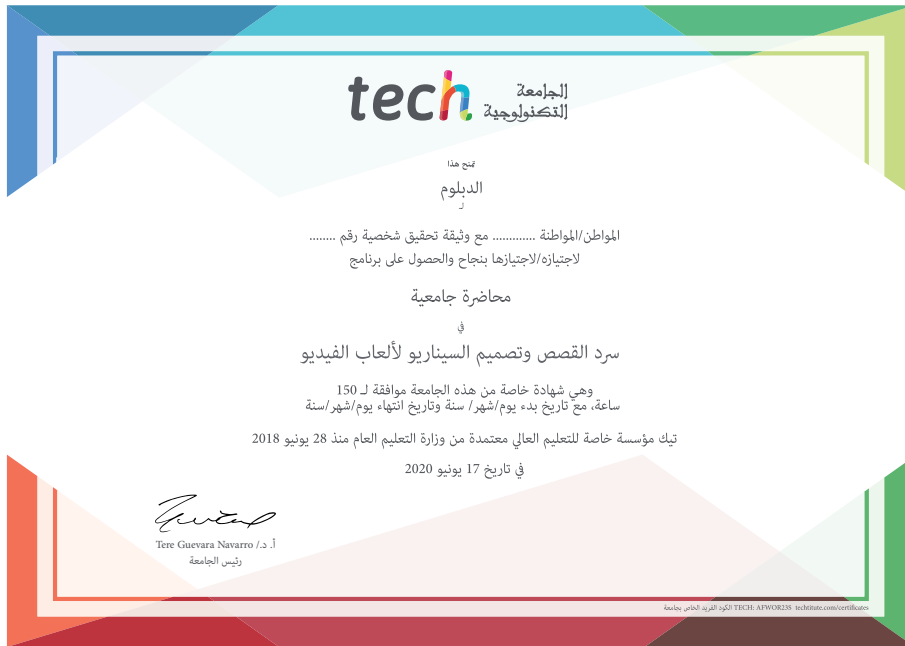 tech الجامعة
التكنولوجية
تمنح هذا
الدبلوم
لـ
المواطن/المواطنة ............. مع وثيقة تحقيق شخصية رقم ........
لاجتيازه/لاجتيازها بنجاح والحصول على برنامج
محاضرة جامعية
في
سرد القصص وتصميم السيناريو لألعاب الفيديو
وهي شهادة خاصة من هذه الجامعة موافقة لـ 150
ساعة، مع تاريخ بدء يوم/شهر/ سنة وتاريخ انتهاء يوم/شهر/سنة
تيك مؤسسة خاصة للتعليم العالي معتمدة من وزارة التعليم العام منذ 28 يونيو 2018
في تاريخ 17 يونيو 2020
أ. د./ Tere Guevara Navarro
رئيس الجامعة
الكود الفريد الخاص بجامعة TECH: AFWOR23S techtitute.com/certificates